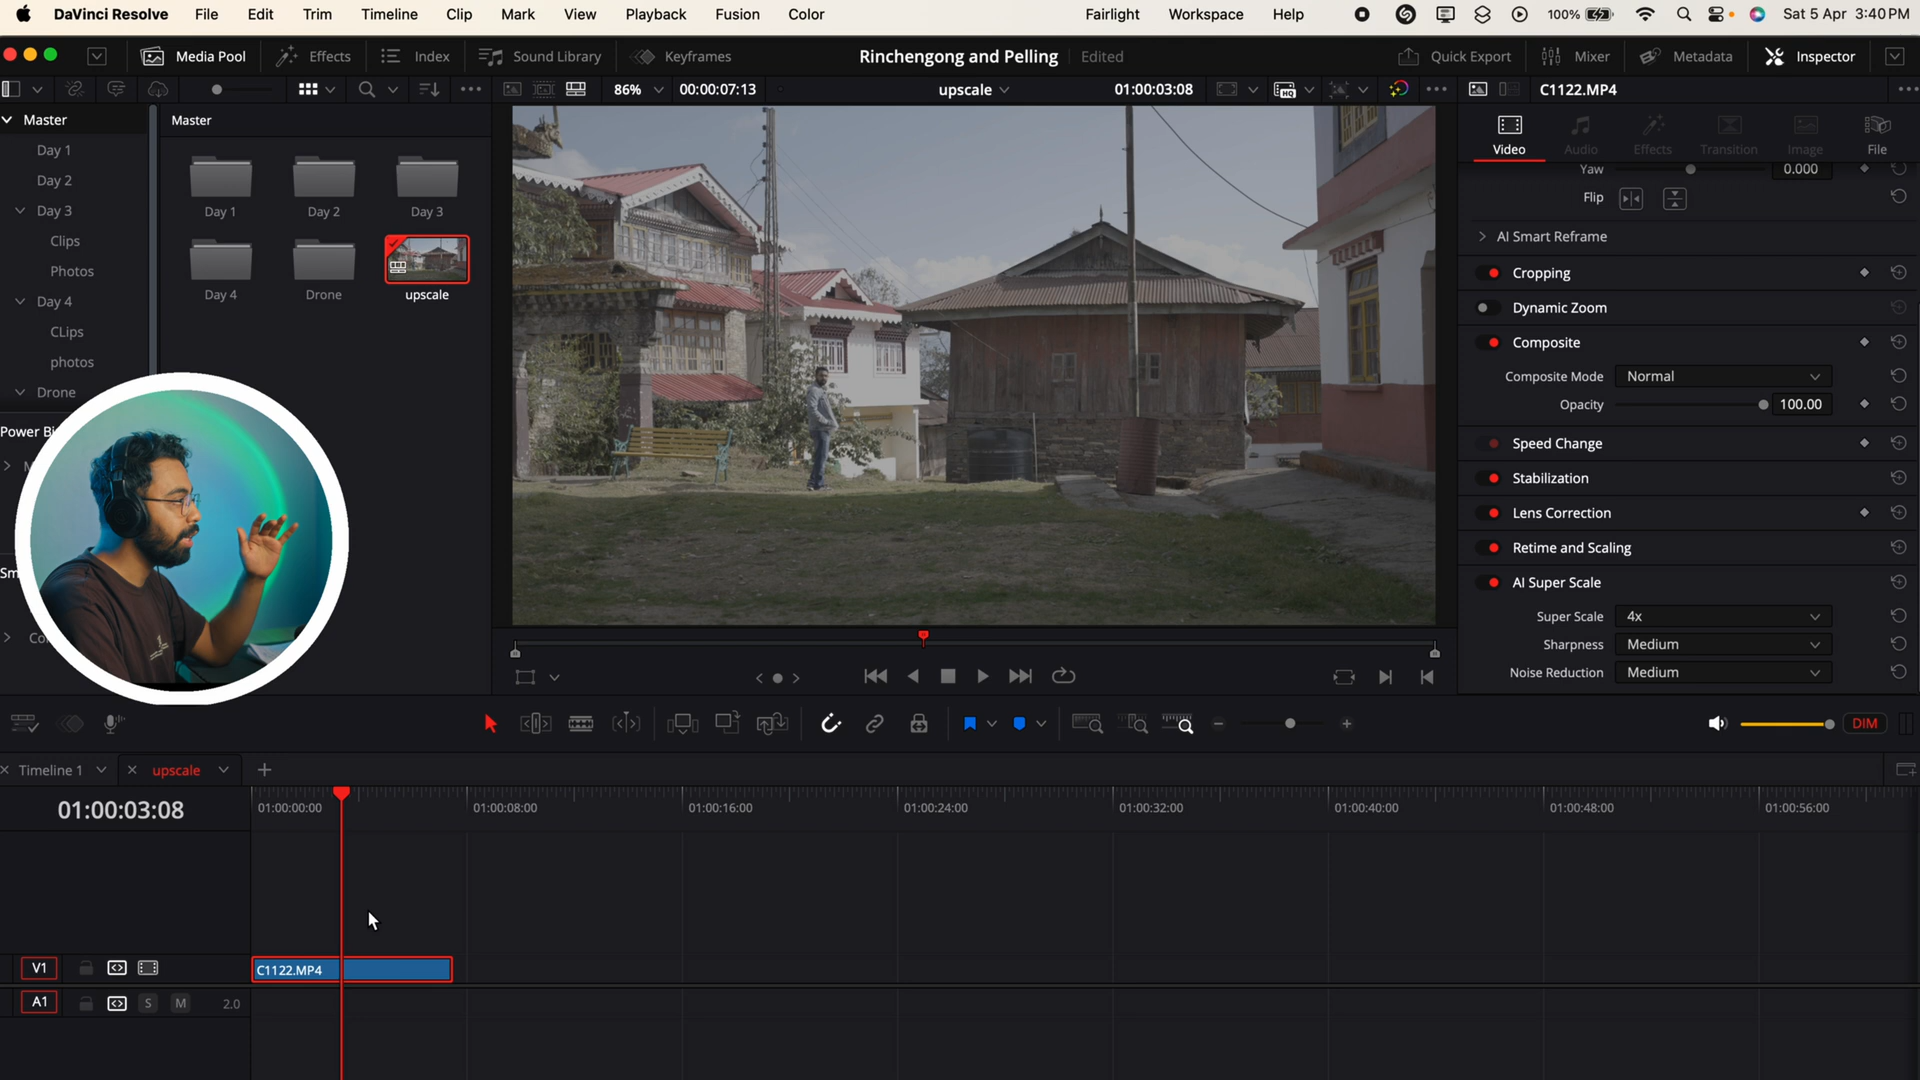 DaVinci Resolve File Edit Trim Timeline Clip Mark View Playback Fusion Color Fairlight Workspace Help 100% Sat 5 Apr 3:40 PM
Media Pool Effects Index Sound Library Keyframes Rinchengong and Pelling Edited Quick Export Mixer Metadata Inspector
86% 00:00:07:13 upscale 01:00:03:08 C1122.MP4
Master
Day 1
Day 2
Day 3
Clips
Photos
Day 4
CLips
photos
Drone
Power Bi
Sm
Co
Master
Day 1 Day 2 Day 3
Day 4 Drone upscale
Video Audio Effects Transition Image File
Yaw 0.000
Flip
AI Smart Reframe
Cropping
Dynamic Zoom
Composite
Composite Mode Normal
Opacity 100.00
Speed Change
Stabilization
Lens Correction
Retime and Scaling
AI Super Scale
Super Scale 4x
Sharpness Medium
Noise Reduction Medium
DIM
Timeline 1 upscale
01:00:03:08 01:00:00:00 01:00:08:00 01:00:16:00 01:00:24:00 01:00:32:00 01:00:40:00 01:00:48:00 01:00:56:00
V1 C1122.MP4
A1 S M 2.0